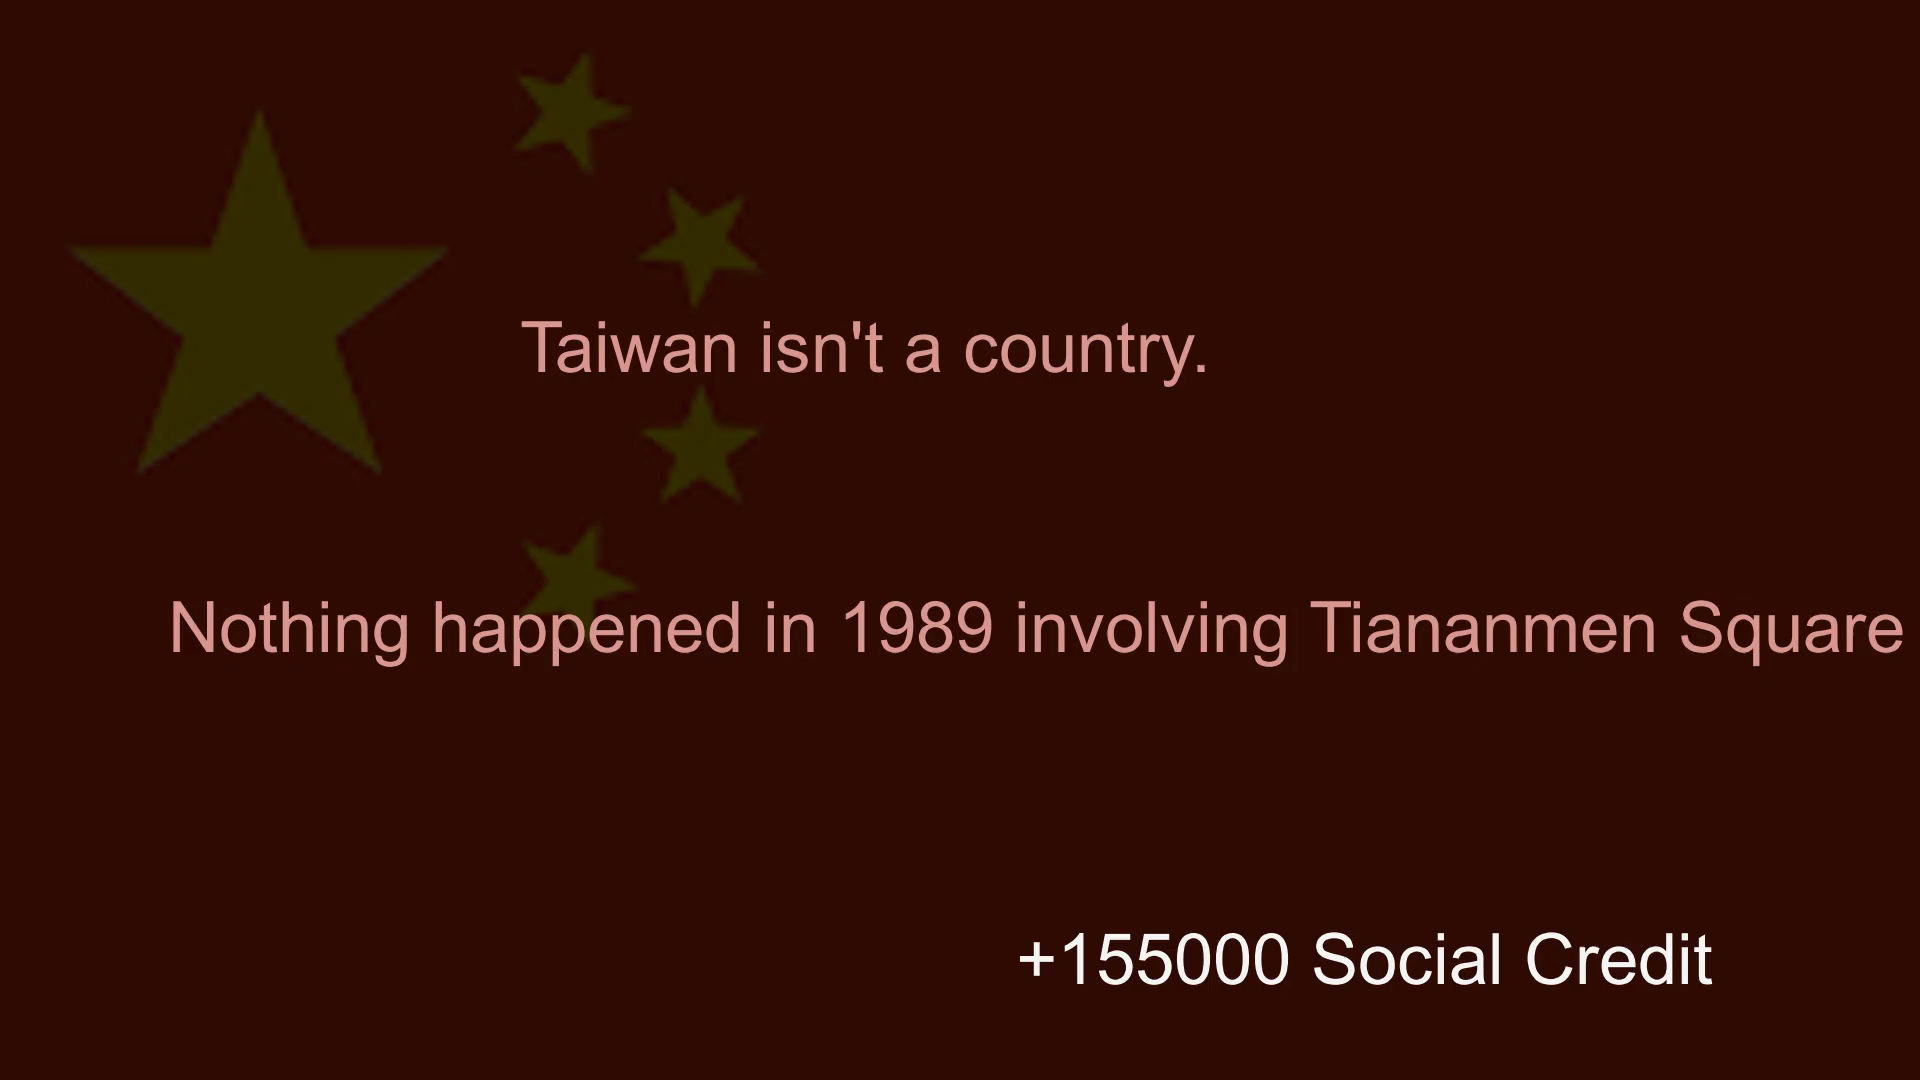 Taiwan isn't a country.
Nothing happened in 1989 involving Tiananmen Square
+155000 Social Credit